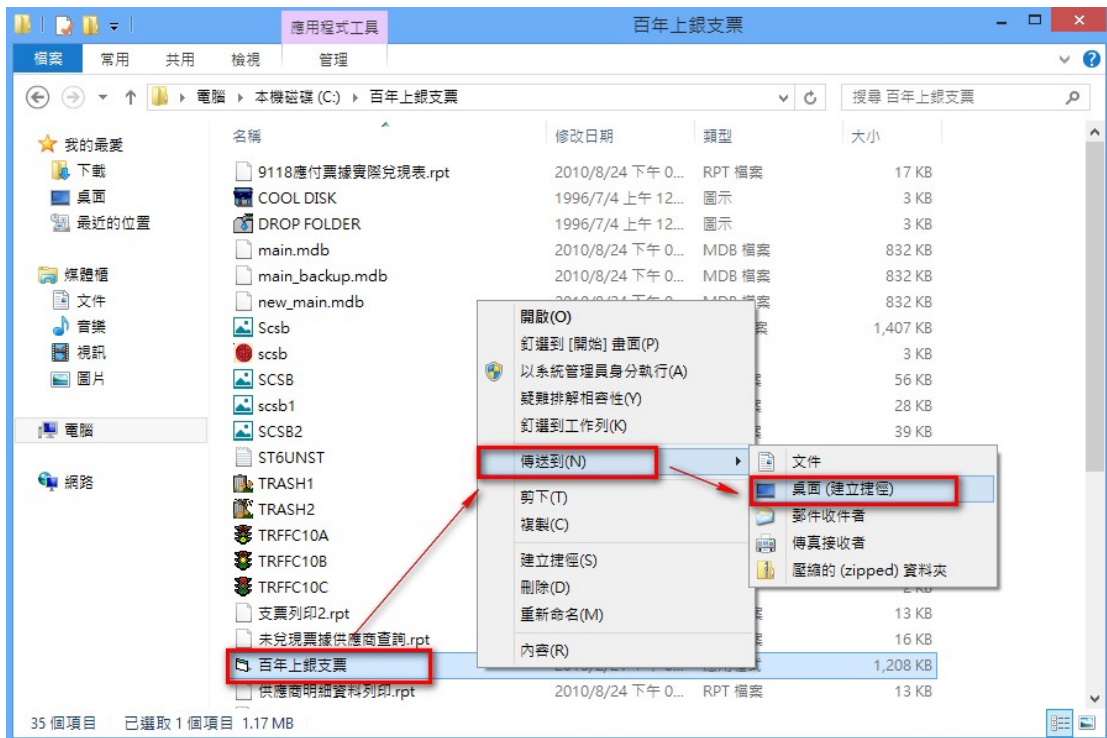 應用程式工具
百年上銀支票
檔案 常用 共用 檢視 管理
電腦 本機磁碟 (C:) 百年上銀支票
搜尋 百年上銀支票
我的最愛
下載
桌面
最近的位置
媒體櫃
文件
音樂
視訊
圖片
電腦
網路
名稱 修改日期 類型 大小
9118應付票據實際兌現表.rpt 2010/8/24 下午 0... RPT 檔案 17 KB
COOL DISK 1996/7/4 上午 12... 圖示 3 KB
DROP FOLDER 1996/7/4 上午 12... 圖示 3 KB
main.mdb 2010/8/24 下午 0... MDB 檔案 832 KB
main_backup.mdb 2010/8/24 下午 0... MDB 檔案 832 KB
new_main.mdb 832 KB
Scsb 1,407 KB
scsb 3 KB
SCSB 56 KB
scsb1 28 KB
SCSB2 39 KB
ST6UNST
TRASH1
TRASH2
TRFFC10A
TRFFC10B
TRFFC10C
支票列印2.rpt 13 KB
未兌現票據供應商查詢.rpt 16 KB
百年上銀支票 1,208 KB
供應商明細資料列印.rpt 2010/8/24 下午 0... RPT 檔案 13 KB
開啟(O)
釘選到 [開始] 畫面(P)
以系統管理員身分執行(A)
疑難排解相容性(Y)
釘選到工作列(K)
傳送到(N)
剪下(T)
複製(C)
建立捷徑(S)
刪除(D)
重新命名(M)
內容(R)
文件
桌面 (建立捷徑)
郵件收件者
傳真接收者
壓縮的 (zipped) 資料夾
35 個項目 已選取 1 個項目 1.17 MB